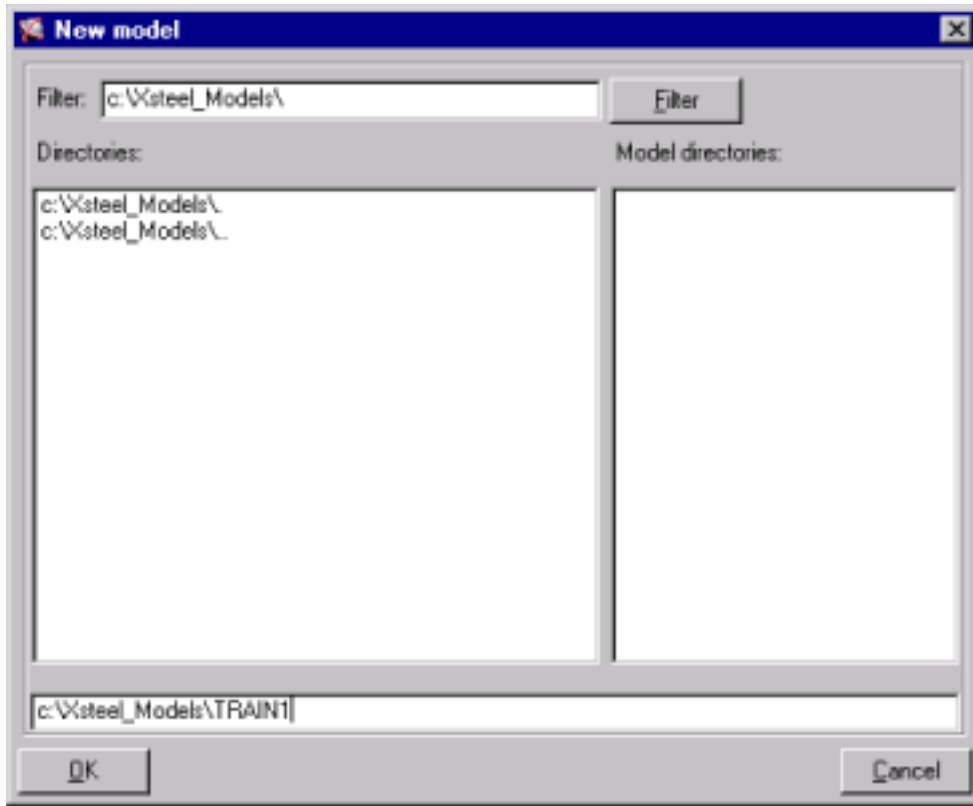 New model
Filter: c:\Xsteel_Models\ Filter
Directories: Model directories:
c:\Xsteel_Models\.
c:\Xsteel_Models\..
c:\Xsteel_Models\TRAIN1
OK Cancel